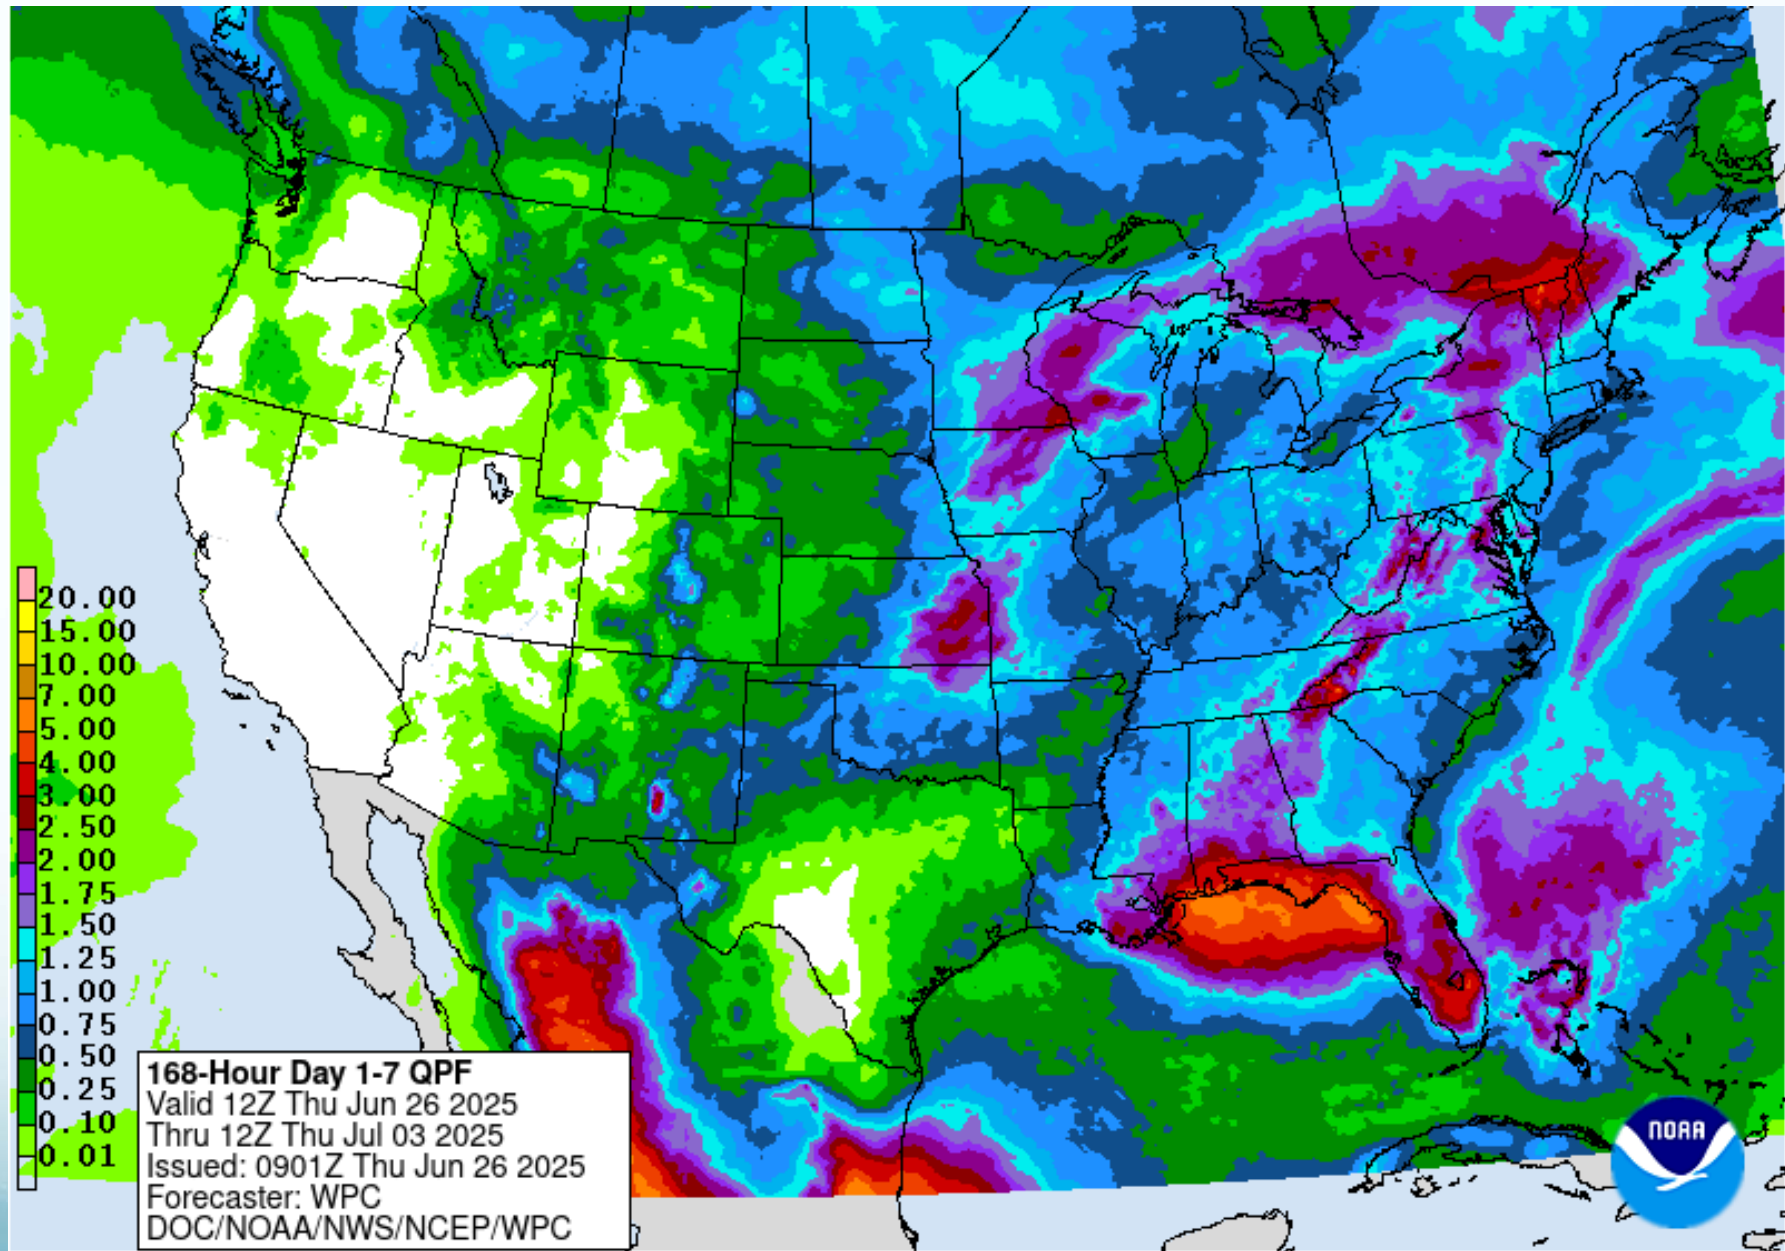 20.00
15.00
10.00
7.00
5.00
4.00
3.00
2.50
2.00
1.75
1.50
1.25
1.00
0.75
0.50
0.25
0.10
0.01
168-Hour Day 1-7 QPF
Valid 12Z Thu Jun 26 2025
Thru 12Z Thu Jul 03 2025
Issued: 0901Z Thu Jun 26 2025
Forecaster: WPC
DOC/NOAA/NWS/NCEP/WPC
NOAA